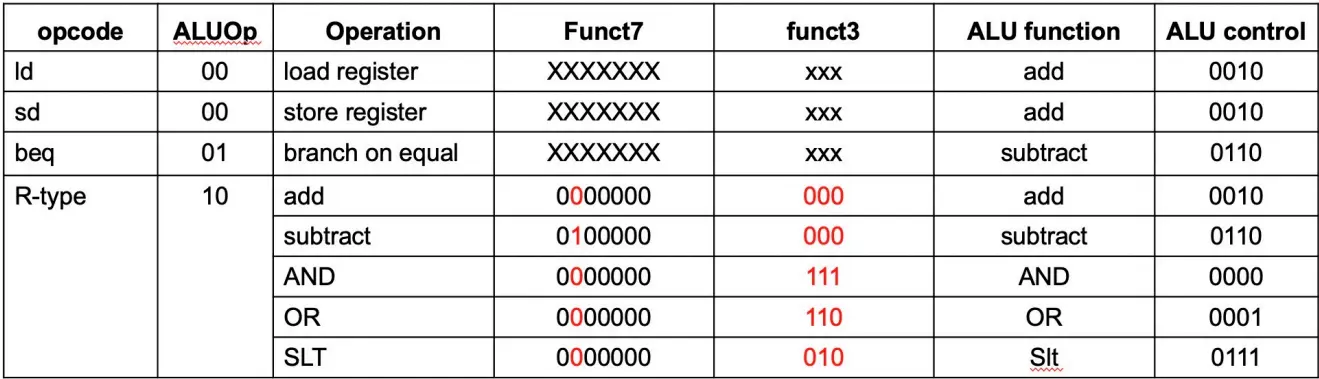 opcode ALUOp Operation Funct7 funct3 ALU function ALU control
ld 00 load register XXXXXXX xxx add 0010
sd 00 store register XXXXXXX xxx add 0010
beq 01 branch on equal XXXXXXX xxx subtract 0110
R-type 10 add 0000000 000 add 0010
subtract 0100000 000 subtract 0110
AND 0000000 111 AND 0000
OR 0000000 110 OR 0001
SLT 0000000 010 Slt 0111